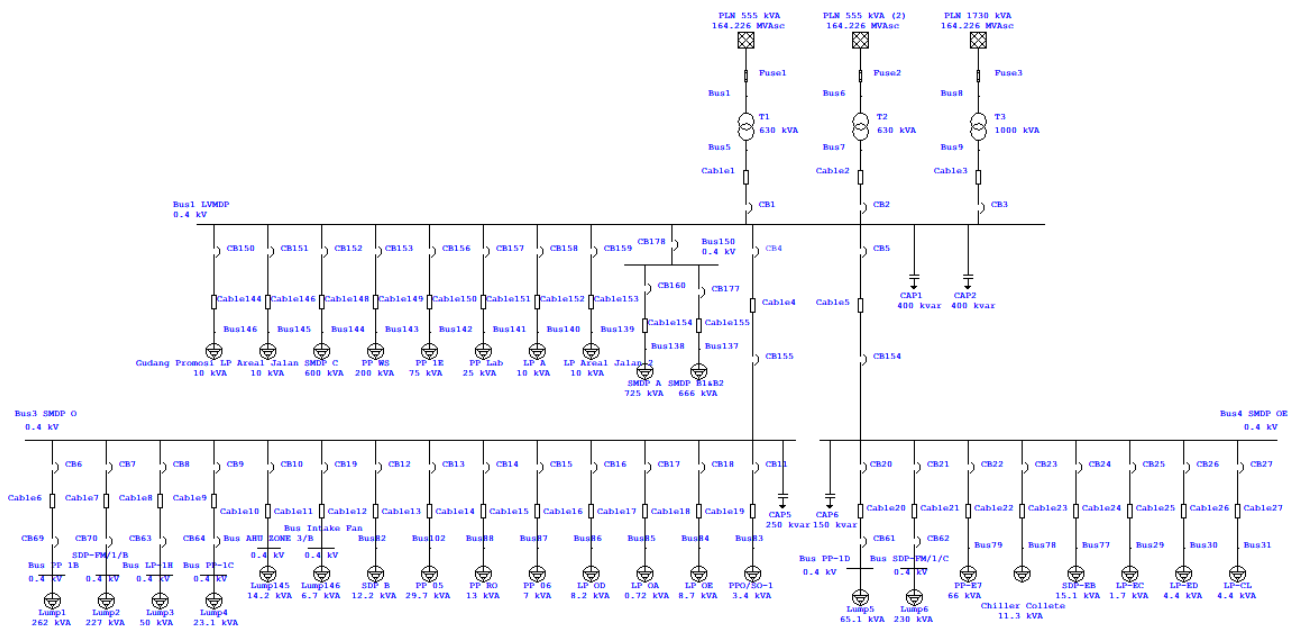 PLN 555 kVA
164.226 MVAsc
PLN 555 kVA (2)
164.226 MVAsc
PLN 1730 kVA
164.226 MVAsc
Fuse1
Fuse2
Fuse3
Bus1
Bus6
Bus8
T1
630 kVA
T2
630 kVA
T3
1000 kVA
Bus5
Bus7
Bus9
Cable1
Cable2
Cable3
Bus1 LVMDP
0.4 kV
CB1
CB2
CB3
CB150
CB151
CB152
CB153
CB156
CB157
CB158
CB159
CB178
Bus150
0.4 kV
CB4
CB5
CB160
CB177
CAP1
400 kvar
CAP2
400 kvar
Cable144
Cable146
Cable148
Cable149
Cable150
Cable151
Cable152
Cable153
Cable4
Cable5
Cable154
Cable155
Bus146
Bus145
Bus144
Bus143
Bus142
Bus141
Bus140
Bus139
Bus138
Bus137
CB155
CB154
Gudang Promosi
10 kVA
LP Areal Jalan
10 kVA
SMDP C
600 kVA
PP WS
200 kVA
PP 1E
75 kVA
PP Lab
25 kVA
LP A
10 kVA
LP Areal Jalan-2
10 kVA
SMDP A
725 kVA
SMDP B1&B2
666 kVA
Bus3 SMDP O
0.4 kV
Bus4 SMDP OE
0.4 kV
CB6
CB7
CB8
CB9
CB10
CB19
CB12
CB13
CB14
CB15
CB16
CB17
CB18
CB11
CB20
CB21
CB22
CB23
CB24
CB25
CB26
CB27
Cable6
Cable7
Cable8
Cable9
Cable10
Cable11
Cable12
Cable13
Cable14
Cable15
Cable16
Cable17
Cable18
Cable19
CAP5
250 kvar
CAP6
150 kvar
Cable20
Cable21
Cable22
Cable23
Cable24
Cable25
Cable26
Cable27
CB69
CB70
CB63
CB64
Bus AHU ZONE 3/B
0.4 kV
Bus Intake Fan
0.4 kV
Bus82
Bus102
Bus88
Bus87
Bus86
Bus85
Bus84
Bus83
CB61
CB62
Bus79
Bus78
Bus77
Bus29
Bus30
Bus31
Bus PP 1B
0.4 kV
SDP-FM/1/B
0.4 kV
Bus LP-1H
0.4 kV
Bus PP-1C
0.4 kV
Bus PP-1D
0.4 kV
Bus SDP-FM/1/C
0.4 kV
Lump1
262 kVA
Lump2
227 kVA
Lump3
50 kVA
Lump4
23.1 kVA
Lump145
14.2 kVA
Lump146
6.7 kVA
SDP B
12.2 kVA
PP 05
29.7 kVA
PP RO
13 kVA
PP 06
7 kVA
LP OD
8.2 kVA
LP OA
0.72 kVA
LP OE
8.7 kVA
PPO/SO-1
3.4 kVA
Lump5
65.1 kVA
Lump6
230 kVA
PP-E7
66 kVA
Chiller Collete
11.3 kVA
SDP-EB
15.1 kVA
LP-EC
1.7 kVA
LP-ED
4.4 kVA
LP-CL
4.4 kVA